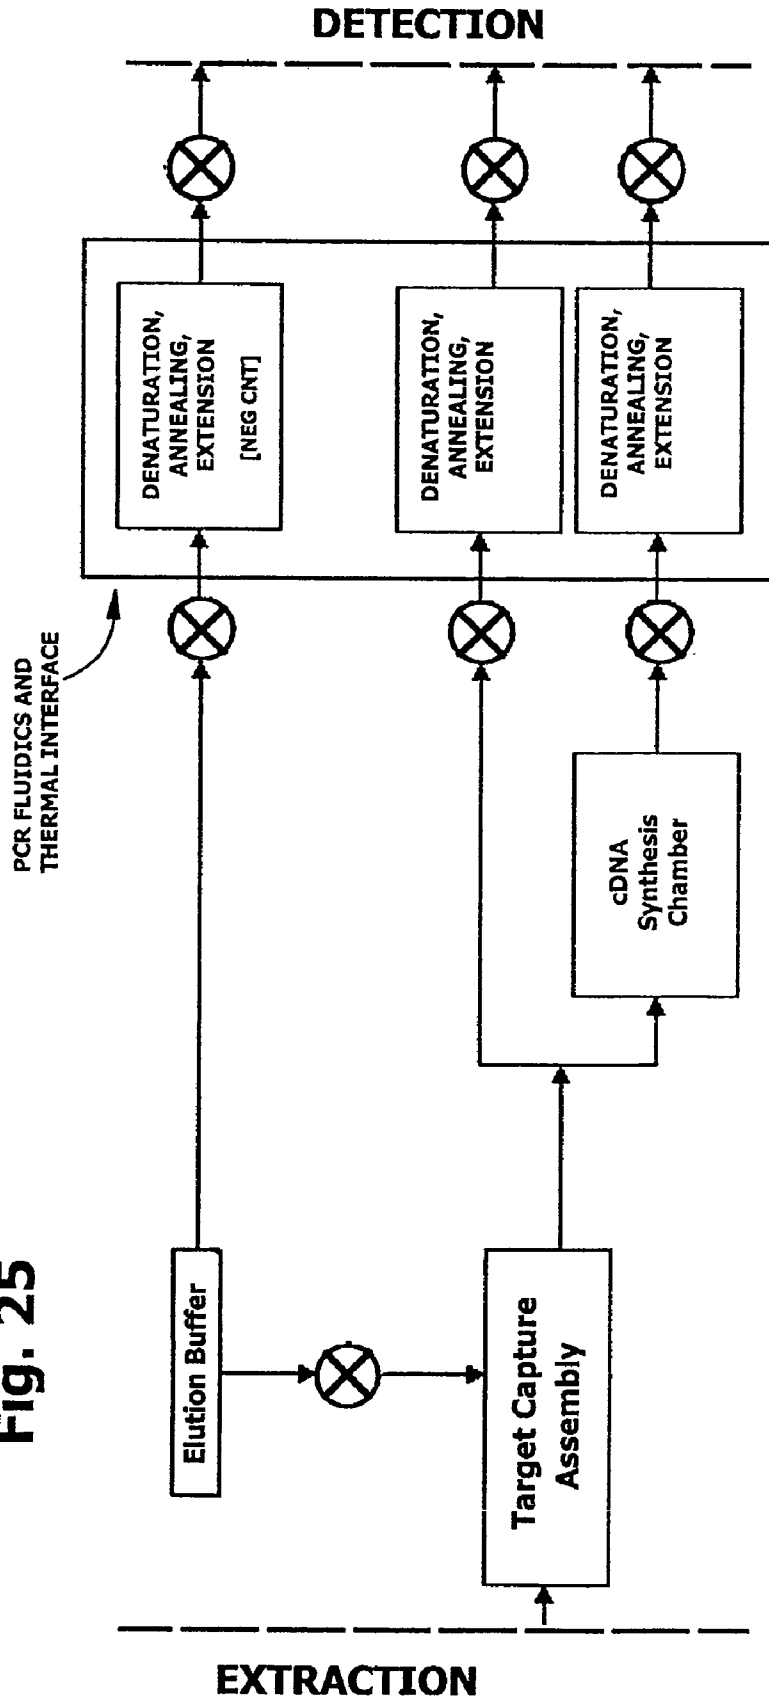 DETECTION
DENATURATION,
ANNEALING,
EXTENSION
[NEG CNT]
DENATURATION,
ANNEALING,
EXTENSION
DENATURATION,
ANNEALING,
EXTENSION
PCR FLUIDICS AND
THERMAL INTERFACE
cDNA
Synthesis
Chamber
Fig. 25
Elution Buffer
Target Capture
Assembly
EXTRACTION